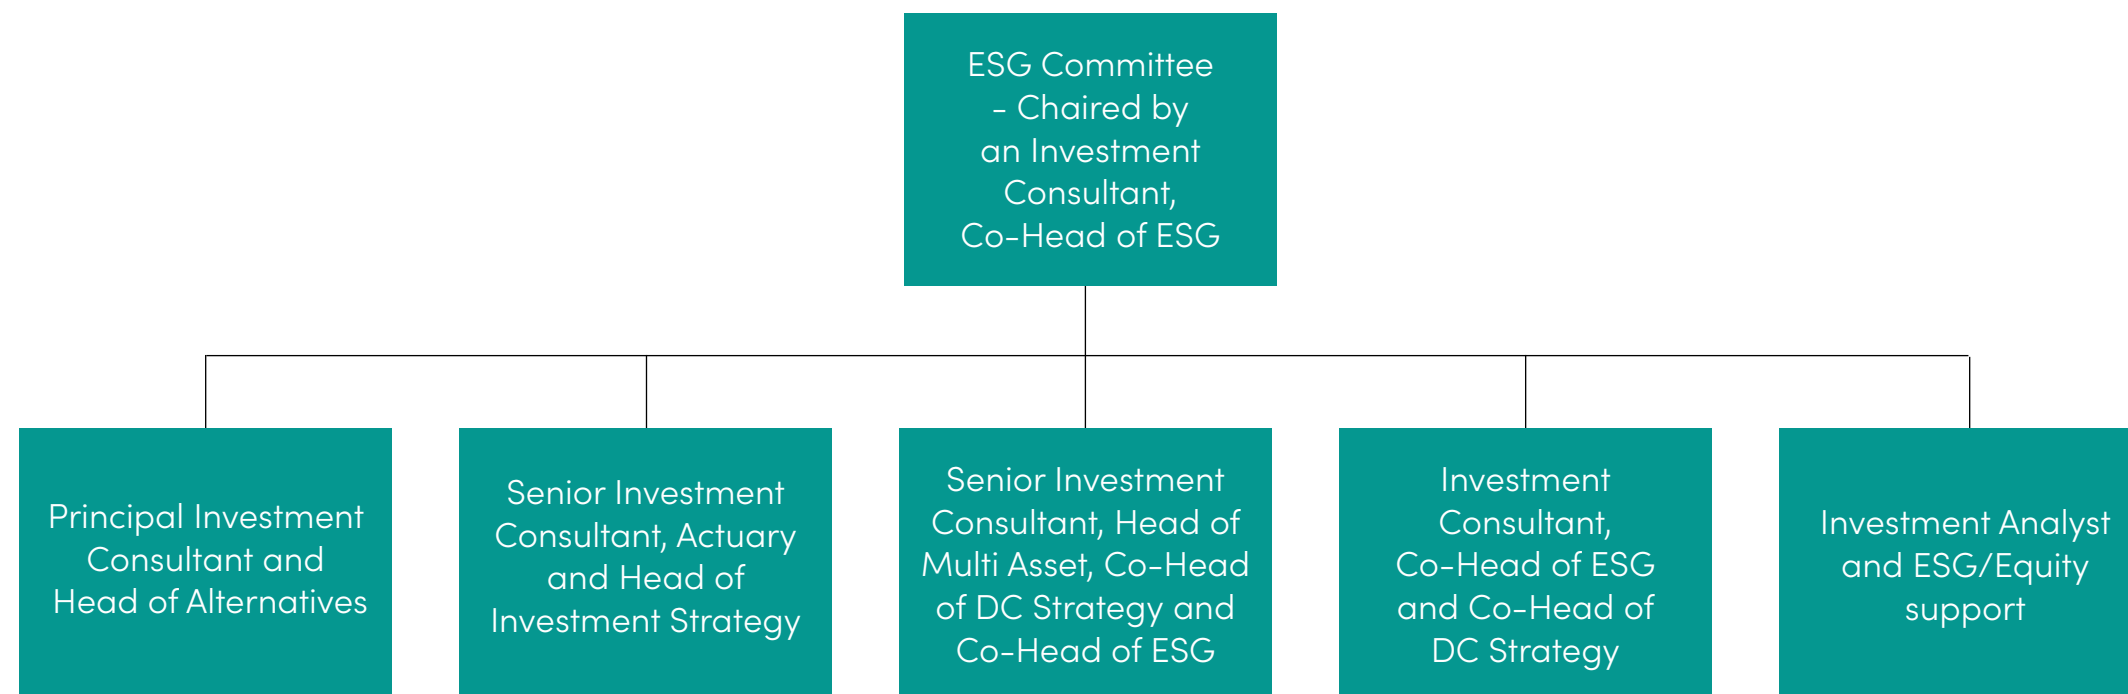 ESG Committee
- Chaired by
an Investment
Consultant,
Co-Head of ESG
Principal Investment
Consultant and
Head of Alternatives
Senior Investment
Consultant, Actuary
and Head of
Investment Strategy
Senior Investment
Consultant, Head of
Multi Asset, Co-Head
of DC Strategy and
Co-Head of ESG
Investment
Consultant,
Co-Head of ESG
and Co-Head of
DC Strategy
Investment Analyst
and ESG/Equity
support